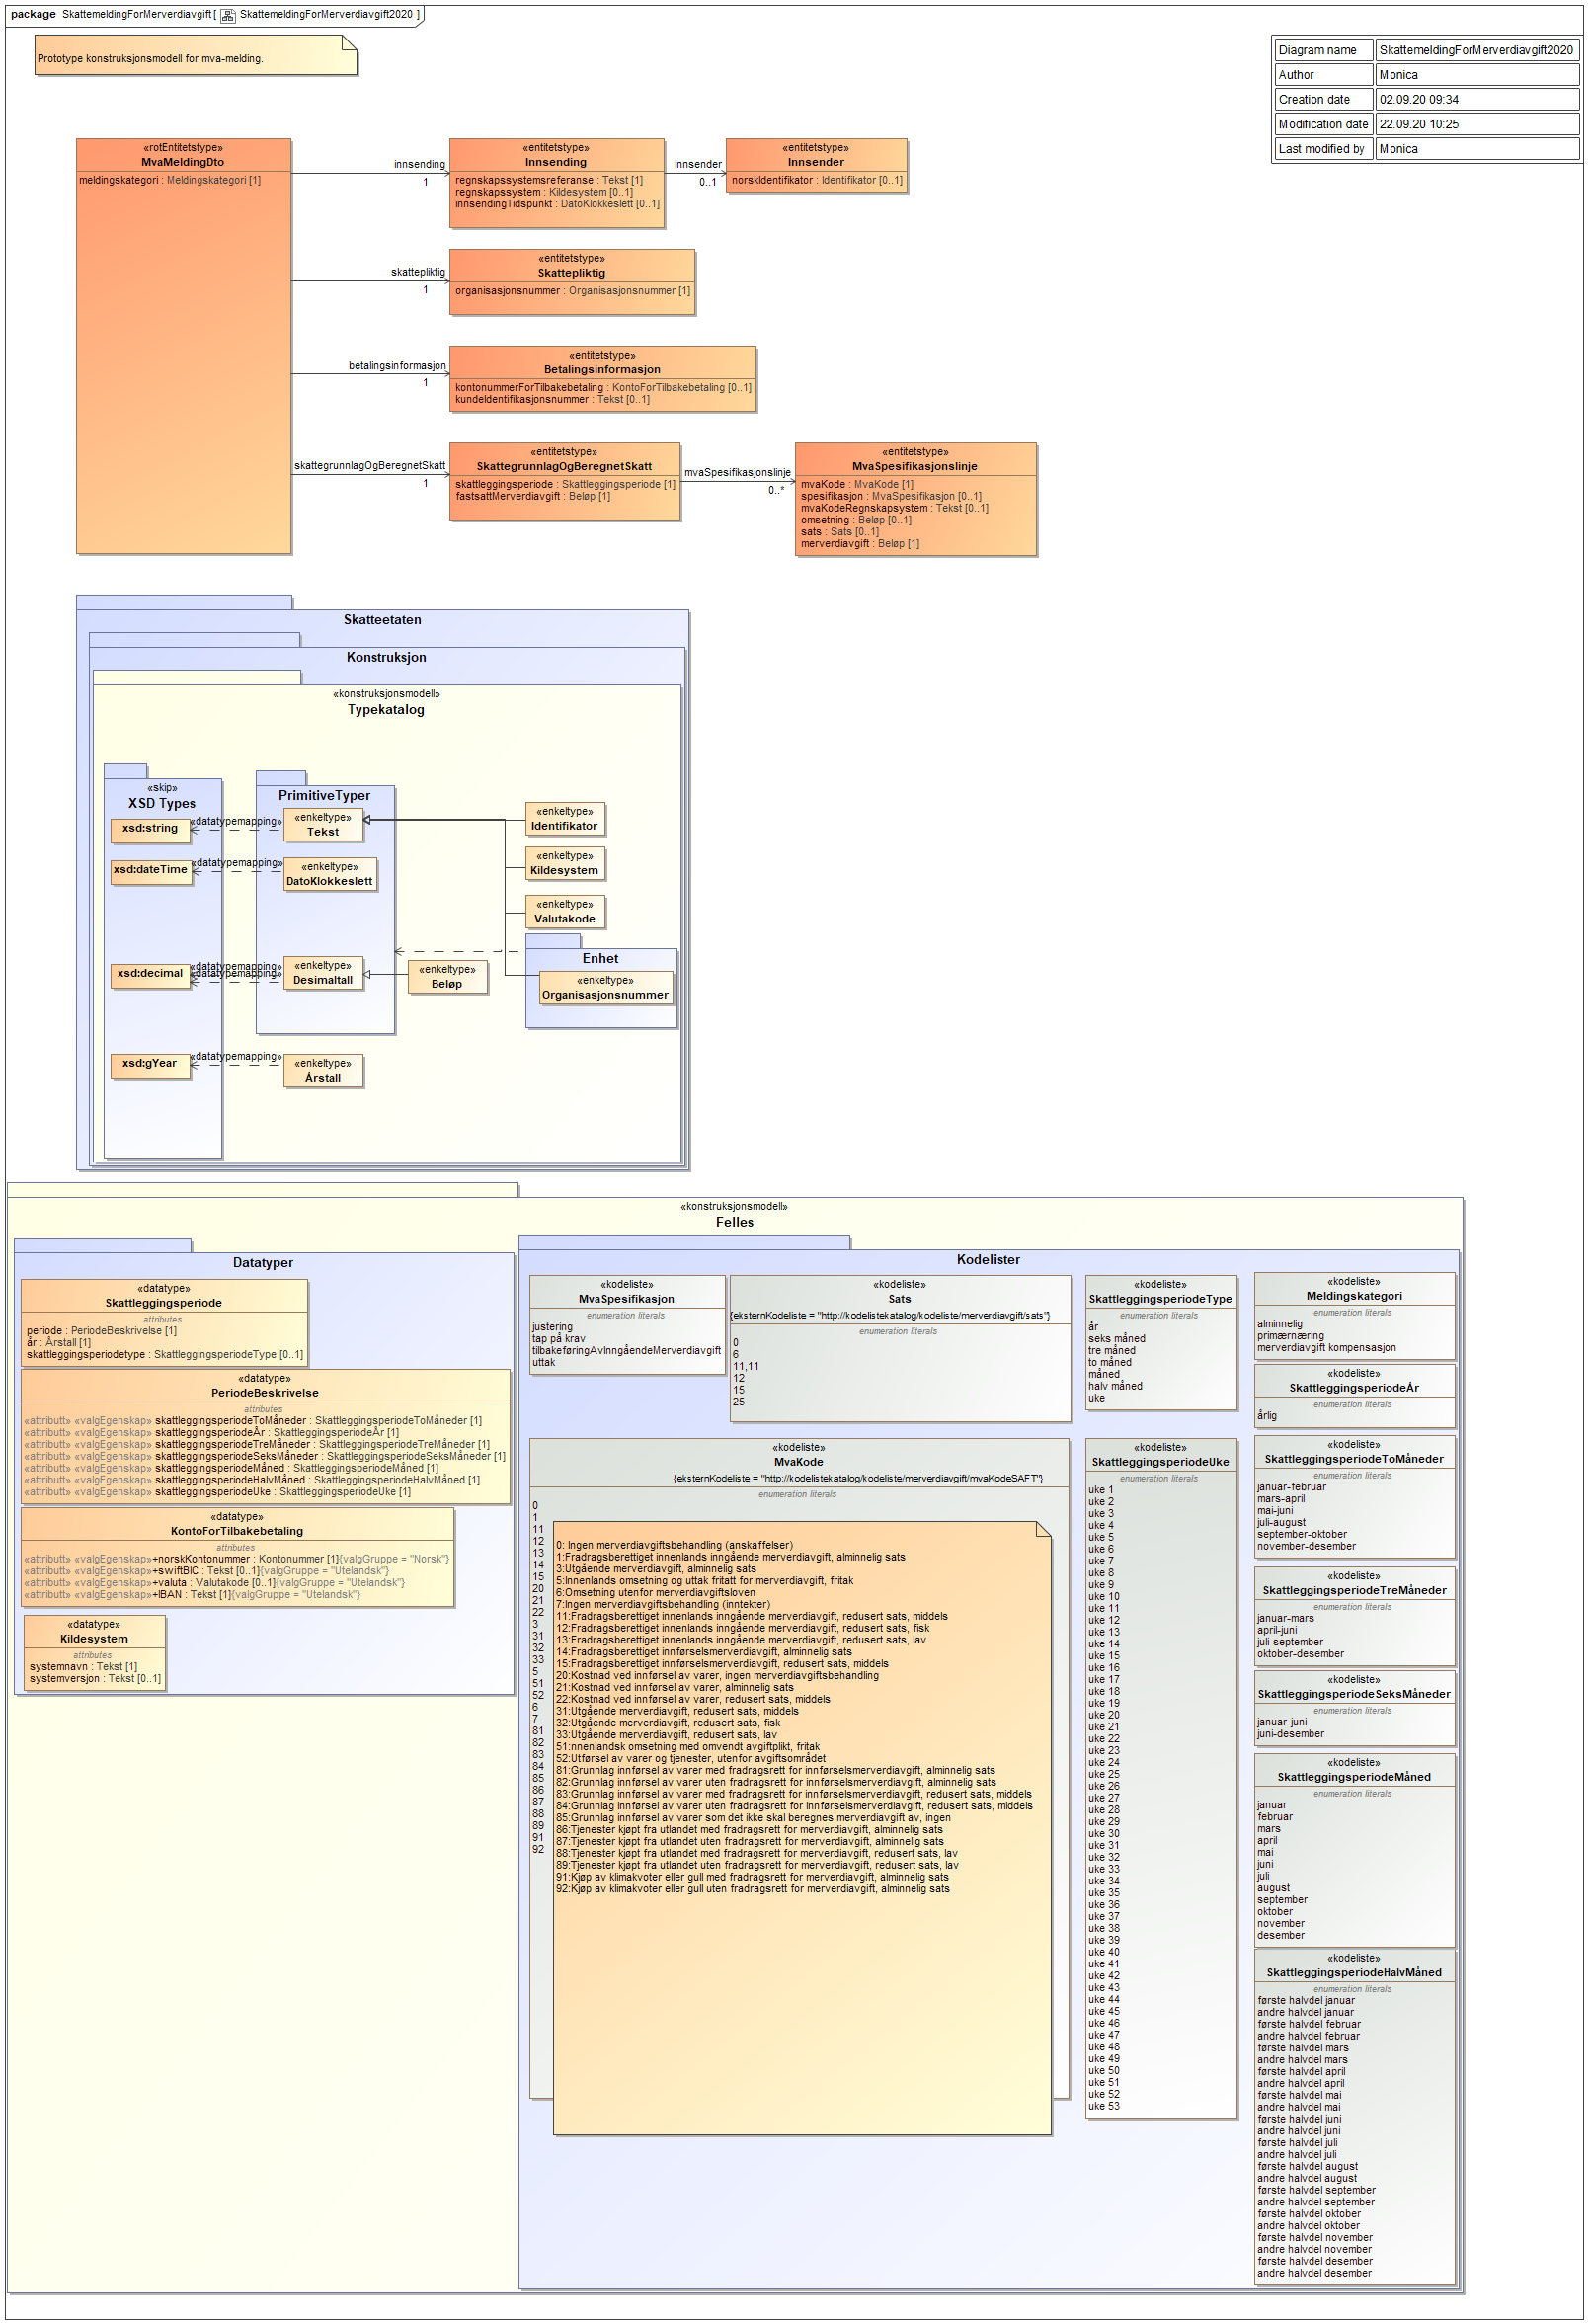 package SkattemeldingForMerverdiavgift [ SkattemeldingForMerverdiavgift2020 ]
Prototype konstruksjonsmodell for mva-melding.
Diagram name SkattemeldingForMerverdiavgift2020
Author Monica
Creation date 02.09.20 09:34
Modification date 22.09.20 10:25
Last modified by Monica
«rotEntitetstype»
MvaMeldingDto
meldingskategori : Meldingskategori [1]
innsending
1
«entitetstype»
Innsending
regnskapssystemsreferanse : Tekst [1]
regnskapssystem : Kildesystem [0..1]
innsendingTidspunkt : DatoKlokkeslett [0..1]
innsender
0..1
«entitetstype»
Innsender
norskIdentifikator : Identifikator [0..1]
skattepliktig
1
«entitetstype»
Skattepliktig
organisasjonsnummer : Organisasjonsnummer [1]
betalingsinformasjon
1
«entitetstype»
Betalingsinformasjon
kontonummerForTilbakebetaling : KontoForTilbakebetaling [0..1]
kundeIdentifikasjonsnummer : Tekst [0..1]
skattegrunnlagOgBeregnetSkatt
1
«entitetstype»
SkattegrunnlagOgBeregnetSkatt
skattleggingsperiode : Skattleggingsperiode [1]
fastsattMerverdiavgift : Beløp [1]
mvaSpesifikasjonslinje
0..*
«entitetstype»
MvaSpesifikasjonslinje
mvaKode : MvaKode [1]
spesifikasjon : MvaSpesifikasjon [0..1]
mvaKodeRegnskapsystem : Tekst [0..1]
omsetning : Beløp [0..1]
sats : Sats [0..1]
merverdiavgift : Beløp [1]
Skatteetaten
Konstruksjon
«konstruksjonsmodell»
Typekatalog
«skip»
XSD Types
xsd:string
xsd:dateTime
xsd:decimal
xsd:gYear
«datatypemapping»
«datatypemapping»
«datatypemapping»
«datatypemapping»
«datatypemapping»
PrimitiveTyper
«enkeltype»
Tekst
«enkeltype»
DatoKlokkeslett
«enkeltype»
Desimaltall
«enkeltype»
Årstall
«enkeltype»
Beløp
«enkeltype»
Identifikator
«enkeltype»
Kildesystem
«enkeltype»
Valutakode
Enhet
«enkeltype»
Organisasjonsnummer
«konstruksjonsmodell»
Felles
Datatyper
«datatype»
Skattleggingsperiode
attributes
periode : PeriodeBeskrivelse [1]
år : Årstall [1]
skattleggingsperiodetype : SkattleggingsperiodeType [0..1]
«datatype»
PeriodeBeskrivelse
attributes
«attributt» «valgEgenskap» skattleggingsperiodeToMåneder : SkattleggingsperiodeToMåneder [1]
«attributt» «valgEgenskap» skattleggingsperiodeÅr : SkattleggingsperiodeÅr [1]
«attributt» «valgEgenskap» skattleggingsperiodeTreMåneder : SkattleggingsperiodeTreMåneder [1]
«attributt» «valgEgenskap» skattleggingsperiodeSeksMåneder : SkattleggingsperiodeSeksMåneder [1]
«attributt» «valgEgenskap» skattleggingsperiodeMåned : SkattleggingsperiodeMåned [1]
«attributt» «valgEgenskap» skattleggingsperiodeHalvMåned : SkattleggingsperiodeHalvMåned [1]
«attributt» «valgEgenskap» skattleggingsperiodeUke : SkattleggingsperiodeUke [1]
«datatype»
KontoForTilbakebetaling
attributes
«attributt» «valgEgenskap»+norskKontonummer : Kontonummer [1]{valgGruppe = "Norsk"}
«attributt» «valgEgenskap»+swiftBIC : Tekst [0..1]{valgGruppe = "Utelandsk"}
«attributt» «valgEgenskap»+valuta : Valutakode [0..1]{valgGruppe = "Utelandsk"}
«attributt» «valgEgenskap»+IBAN : Tekst [1]{valgGruppe = "Utelandsk"}
«datatype»
Kildesystem
attributes
systemnavn : Tekst [1]
systemversjon : Tekst [0..1]
Kodelister
«kodeliste»
MvaSpesifikasjon
enumeration literals
justering
tap på krav
tilbakeføringAvInngåendeMerverdiavgift
uttak
«kodeliste»
Sats
{eksternKodeliste = "http://kodelistekatalog/kodeliste/merverdiavgift/sats"}
enumeration literals
0
6
11,11
12
15
25
«kodeliste»
SkattleggingsperiodeType
enumeration literals
år
seks måned
tre måned
to måned
måned
halv måned
uke
«kodeliste»
Meldingskategori
enumeration literals
alminnelig
primærnæring
merverdiavgift kompensasjon
«kodeliste»
SkattleggingsperiodeÅr
enumeration literals
årlig
«kodeliste»
MvaKode
{eksternKodeliste = "http://kodelistekatalog/kodeliste/merverdiavgift/mvaKodeSAFT"}
enumeration literals
0
1
11
12
13
14
15
20
21
22
3
31
32
33
5
51
52
6
7
81
82
83
84
85
86
87
88
89
91
92
0: Ingen merverdiavgiftsbehandling (anskaffelser)
1:Fradragsberettiget innenlands inngående merverdiavgift, alminnelig sats
3:Utgående merverdiavgift, alminnelig sats
5:Innenlands omsetning og uttak fritatt for merverdiavgift, fritak
6:Omsetning utenfor merverdiavgiftsloven
7:Ingen merverdiavgiftsbehandling (inntekter)
11:Fradragsberettiget innenlands inngående merverdiavgift, redusert sats, middels
12:Fradragsberettiget innenlands inngående merverdiavgift, redusert sats, fisk
13:Fradragsberettiget innenlands inngående merverdiavgift, redusert sats, lav
14:Fradragsberettiget innførselsmerverdiavgift, alminnelig sats
15:Fradragsberettiget innførselsmerverdiavgift, redusert sats, middels
20:Kostnad ved innførsel av varer, ingen merverdiavgiftsbehandling
21:Kostnad ved innførsel av varer, alminnelig sats
22:Kostnad ved innførsel av varer, redusert sats, middels
31:Utgående merverdiavgift, redusert sats, middels
32:Utgående merverdiavgift, redusert sats, fisk
33:Utgående merverdiavgift, redusert sats, lav
51:nnenlandsk omsetning med omvendt avgiftplikt, fritak
52:Utførsel av varer og tjenester, utenfor avgiftsområdet
81:Grunnlag innførsel av varer med fradragsrett for innførselsmerverdiavgift, alminnelig sats
82:Grunnlag innførsel av varer uten fradragsrett for innførselsmerverdiavgift, alminnelig sats
83:Grunnlag innførsel av varer med fradragsrett for innførselsmerverdiavgift, redusert sats, middels
84:Grunnlag innførsel av varer uten fradragsrett for innførselsmerverdiavgift, redusert sats, middels
85:Grunnlag innførsel av varer som det ikke skal beregnes merverdiavgift av, ingen
86:Tjenester kjøpt fra utlandet med fradragsrett for merverdiavgift, alminnelig sats
87:Tjenester kjøpt fra utlandet uten fradragsrett for merverdiavgift, alminnelig sats
88:Tjenester kjøpt fra utlandet med fradragsrett for merverdiavgift, redusert sats, lav
89:Tjenester kjøpt fra utlandet uten fradragsrett for merverdiavgift, redusert sats, lav
91:Kjøp av klimakvoter eller gull med fradragsrett for merverdiavgift, alminnelig sats
92:Kjøp av klimakvoter eller gull uten fradragsrett for merverdiavgift, alminnelig sats
«kodeliste»
SkattleggingsperiodeUke
enumeration literals
uke 1
uke 2
uke 3
uke 4
uke 5
uke 6
uke 7
uke 8
uke 9
uke 10
uke 11
uke 12
uke 13
uke 14
uke 15
uke 16
uke 17
uke 18
uke 19
uke 20
uke 21
uke 22
uke 23
uke 24
uke 25
uke 26
uke 27
uke 28
uke 29
uke 30
uke 31
uke 32
uke 33
uke 34
uke 35
uke 36
uke 37
uke 38
uke 39
uke 40
uke 41
uke 42
uke 43
uke 44
uke 45
uke 46
uke 47
uke 48
uke 49
uke 50
uke 51
uke 52
uke 53
«kodeliste»
SkattleggingsperiodeToMåneder
enumeration literals
januar-februar
mars-april
mai-juni
juli-august
september-oktober
november-desember
«kodeliste»
SkattleggingsperiodeTreMåneder
enumeration literals
januar-mars
april-juni
juli-september
oktober-desember
«kodeliste»
SkattleggingsperiodeSeksMåneder
enumeration literals
januar-juni
juni-desember
«kodeliste»
SkattleggingsperiodeMåned
enumeration literals
januar
februar
mars
april
mai
juni
juli
august
september
oktober
november
desember
«kodeliste»
SkattleggingsperiodeHalvMåned
enumeration literals
første halvdel januar
andre halvdel januar
første halvdel februar
andre halvdel februar
første halvdel mars
andre halvdel mars
første halvdel april
andre halvdel april
første halvdel mai
andre halvdel mai
første halvdel juni
andre halvdel juni
første halvdel juli
andre halvdel juli
første halvdel august
andre halvdel august
første halvdel september
andre halvdel september
første halvdel oktober
andre halvdel oktober
første halvdel november
andre halvdel november
første halvdel desember
andre halvdel desember